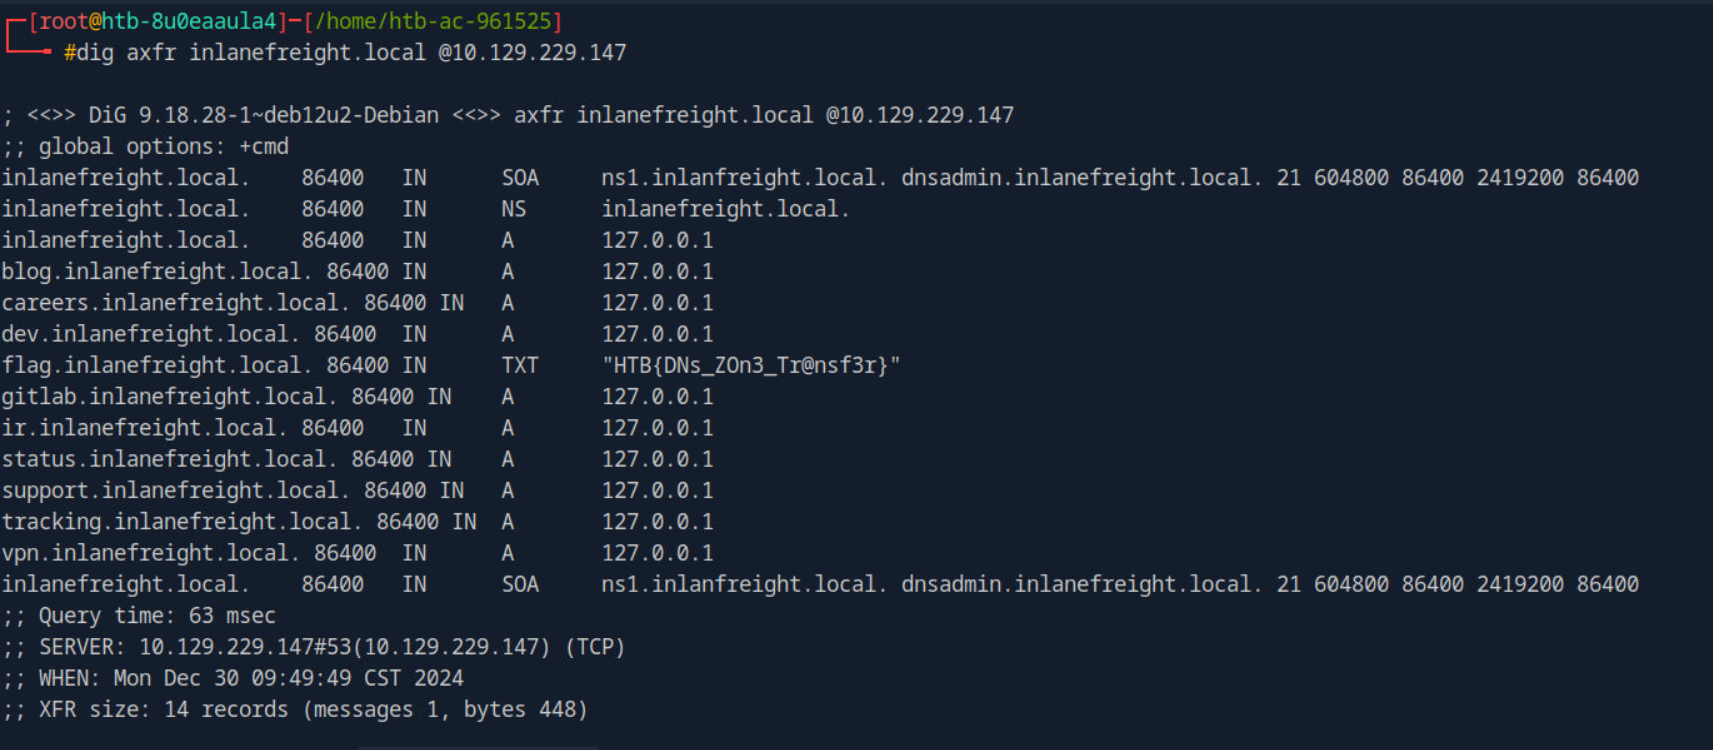 [root@htb-8u0eaaula4]-[/home/htb-ac-961525]
#dig axfr inlanefreight.local @10.129.229.147
; <<>> DiG 9.18.28-1~deb12u2-Debian <<>> axfr inlanefreight.local @10.129.229.147
;; global options: +cmd
inlanefreight.local. 86400 IN SOA ns1.inlanfreight.local. dnsadmin.inlanefreight.local. 21 604800 86400 2419200 86400
inlanefreight.local. 86400 IN NS inlanefreight.local.
inlanefreight.local. 86400 IN A 127.0.0.1
blog.inlanefreight.local. 86400 IN A 127.0.0.1
careers.inlanefreight.local. 86400 IN A 127.0.0.1
dev.inlanefreight.local. 86400 IN A 127.0.0.1
flag.inlanefreight.local. 86400 IN TXT "HTB{DNs_ZOn3_Tr@nsf3r}"
gitlab.inlanefreight.local. 86400 IN A 127.0.0.1
ir.inlanefreight.local. 86400 IN A 127.0.0.1
status.inlanefreight.local. 86400 IN A 127.0.0.1
support.inlanefreight.local. 86400 IN A 127.0.0.1
tracking.inlanefreight.local. 86400 IN A 127.0.0.1
vpn.inlanefreight.local. 86400 IN A 127.0.0.1
inlanefreight.local. 86400 IN SOA ns1.inlanfreight.local. dnsadmin.inlanefreight.local. 21 604800 86400 2419200 86400
;; Query time: 63 msec
;; SERVER: 10.129.229.147#53(10.129.229.147) (TCP)
;; WHEN: Mon Dec 30 09:49:49 CST 2024
;; XFR size: 14 records (messages 1, bytes 448)